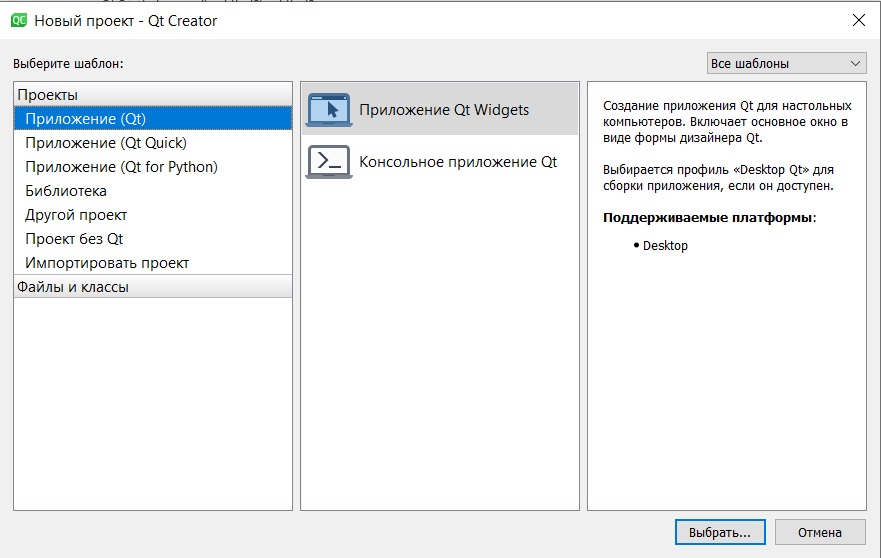 Новый проект - Qt Creator
Выберите шаблон:
Все шаблоны
Проекты
Приложение (Qt)
Приложение (Qt Quick)
Приложение (Qt for Python)
Библиотека
Другой проект
Проект без Qt
Импортировать проект
Файлы и классы
Приложение Qt Widgets
Консольное приложение Qt
Создание приложения Qt для настольных
компьютеров. Включает основное окно в
виде формы дизайнера Qt.
Выбирается профиль «Desktop Qt» для
сборки приложения, если он доступен.
Поддерживаемые платформы:
• Desktop
Выбрать...
Отмена